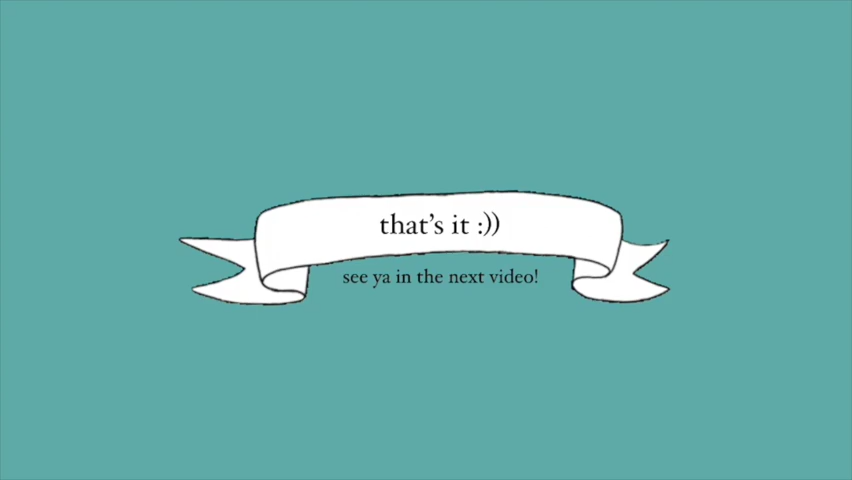 that’s it :))
see ya in the next video!